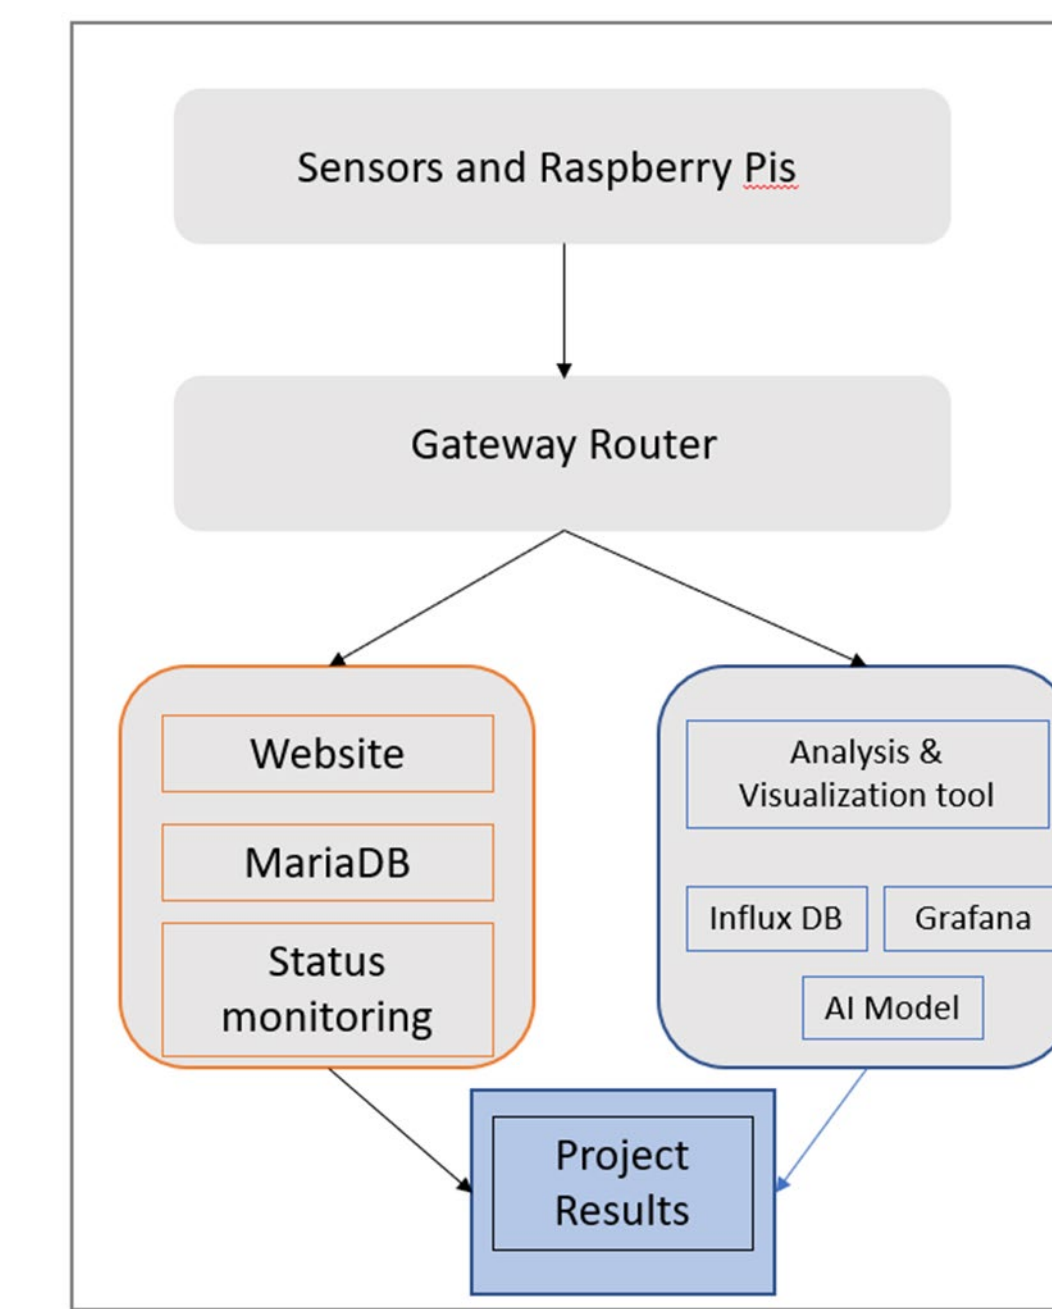 Sensors and Raspberry Pis
Gateway Router
Website
MariaDB
Status
monitoring
Analysis &
Visualization tool
Influx DB
Grafana
AI Model
Project
Results